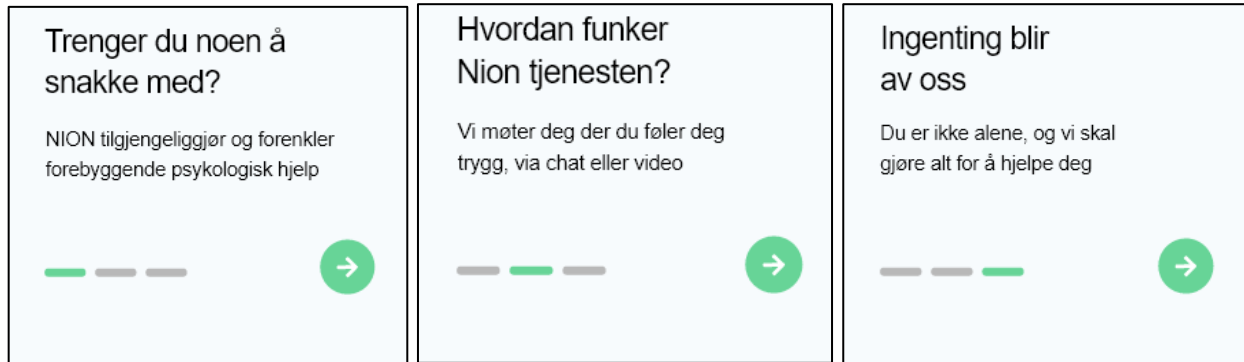 Trenger du noen å
snakke med?
NION tilgjengeliggjør og forenkler
forebyggende psykologisk hjelp
Hvordan funker
Nion tjenesten?
Vi møter deg der du føler deg
trygg, via chat eller video
Ingenting blir
av oss
Du er ikke alene, og vi skal
gjøre alt for å hjelpe deg